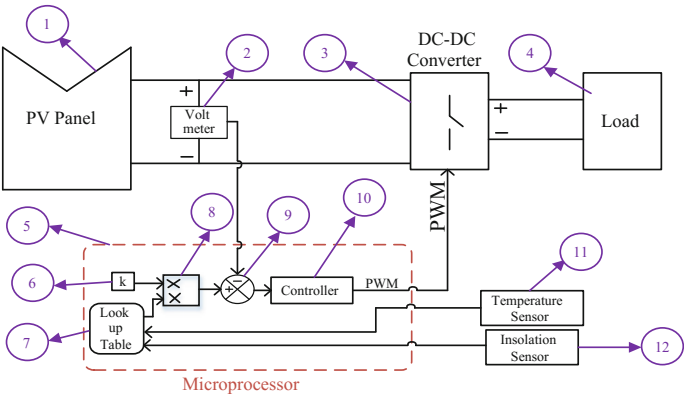 1
2
3
4
DC-DC
Converter
+
Volt
meter
PV Panel
−
+
−
Load
PWM
5
8
9
10
11
6
k
×
×
+
−
Controller
PWM
7
Look
up
Table
Temperature
Sensor
Insolation
Sensor
12
Microprocessor